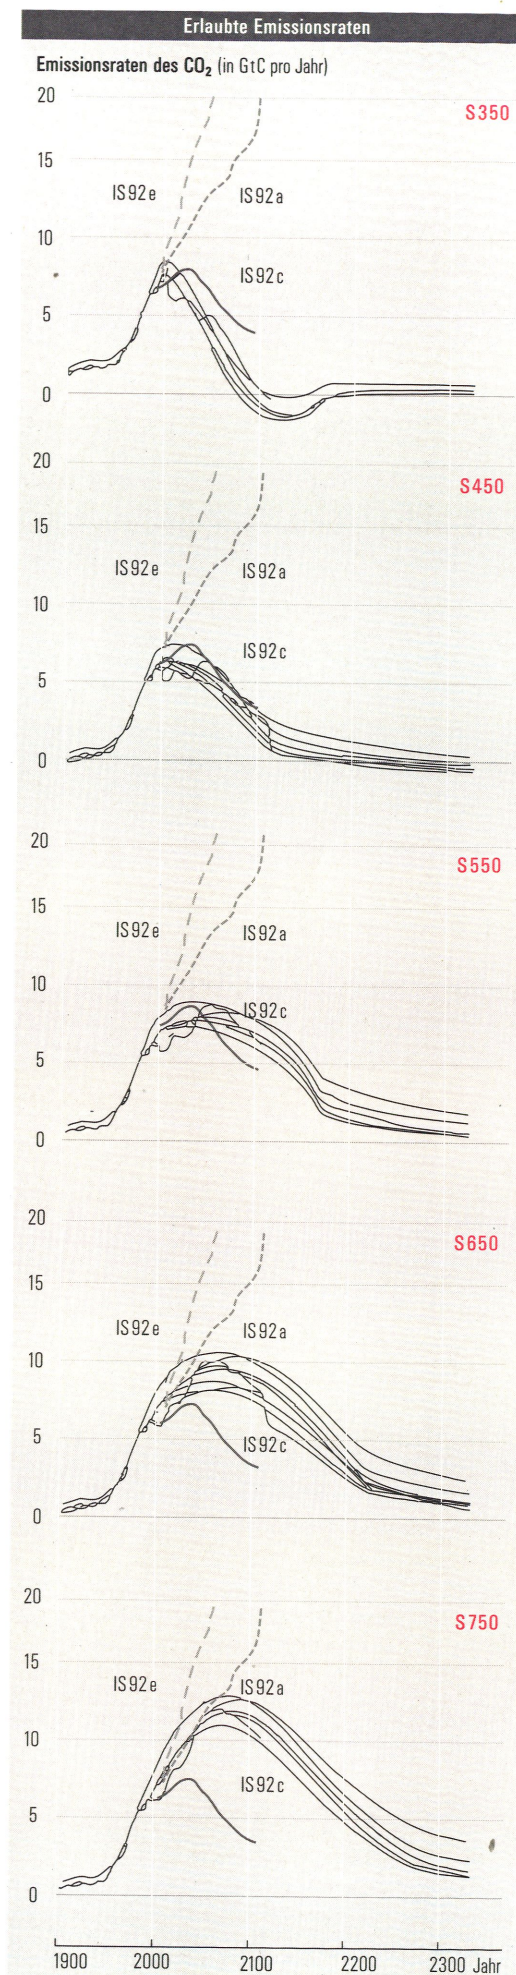 Erlaubte Emissionsraten
Emissionsraten des CO₂ (in GtC pro Jahr)
20
S350
15
IS92e
IS92a
10
IS92c
5
0
20
S450
15
IS92e
IS92a
10
IS92c
5
0
20
S550
15
IS92e
IS92a
10
IS92c
5
0
20
S650
15
IS92e
IS92a
10
5
IS92c
0
20
S750
15
IS92e
IS92a
10
IS92c
5
0
1900 2000 2100 2200 2300 Jahr